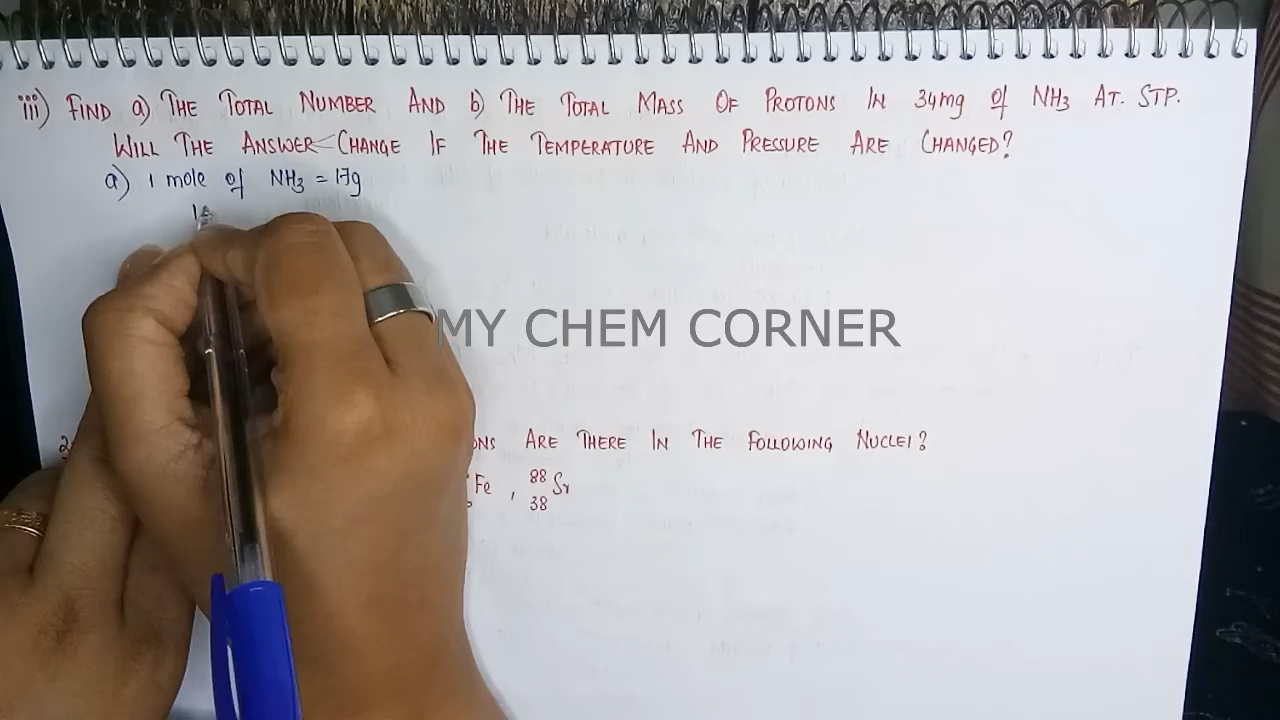 iii) FIND a) THE TOTAL NUMBER AND b) THE TOTAL MASS OF PROTONS IN 34mg of NH3 AT. STP.
WILL THE ANSWER CHANGE IF THE TEMPERATURE AND PRESSURE ARE CHANGED?
a) 1 mole of NH3 = 17g
MY CHEM CORNER
ARE THERE IN THE FOLLOWING NUCLEI?
Fe , 88 38 Sr